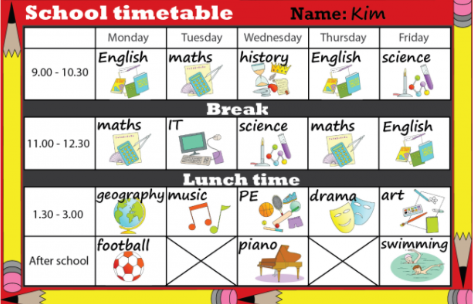 School timetable Name: Kim
Monday Tuesday Wednesday Thursday Friday
9.00 - 10.30 English maths history English science
Break
11.00 - 12.30 maths IT science maths English
Lunch time
1.30 - 3.00 geography music PE drama art
After school football piano swimming